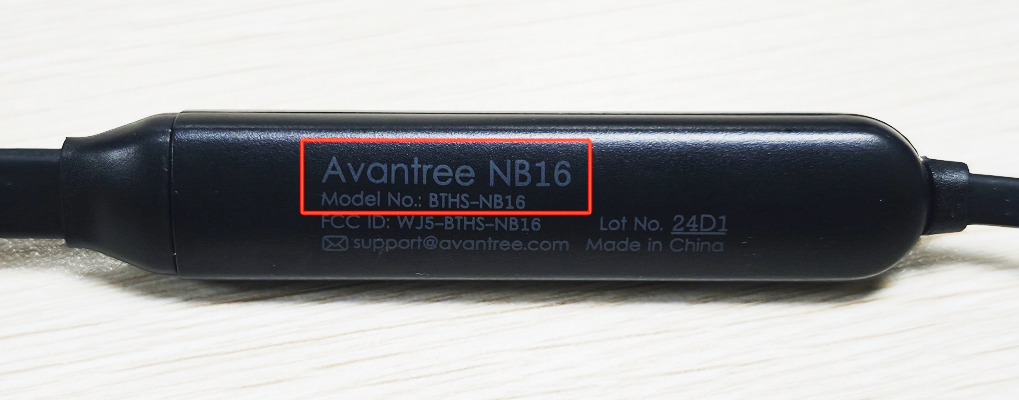 Avantree NB16
Model No.: BTHS-NB16
FCC ID: WJ5-BTHS-NB16 Lot No. 24D1
support@avantree.com Made in China